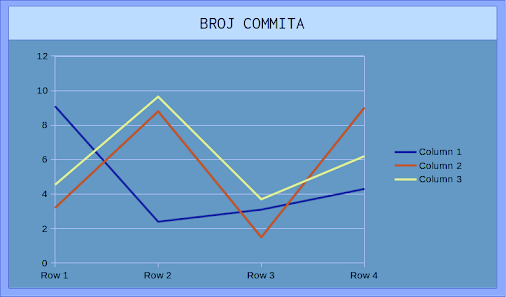 BROJ COMMITA
12
10
8
6
4
2
0
Row 1 Row 2 Row 3 Row 4
Column 1
Column 2
Column 3